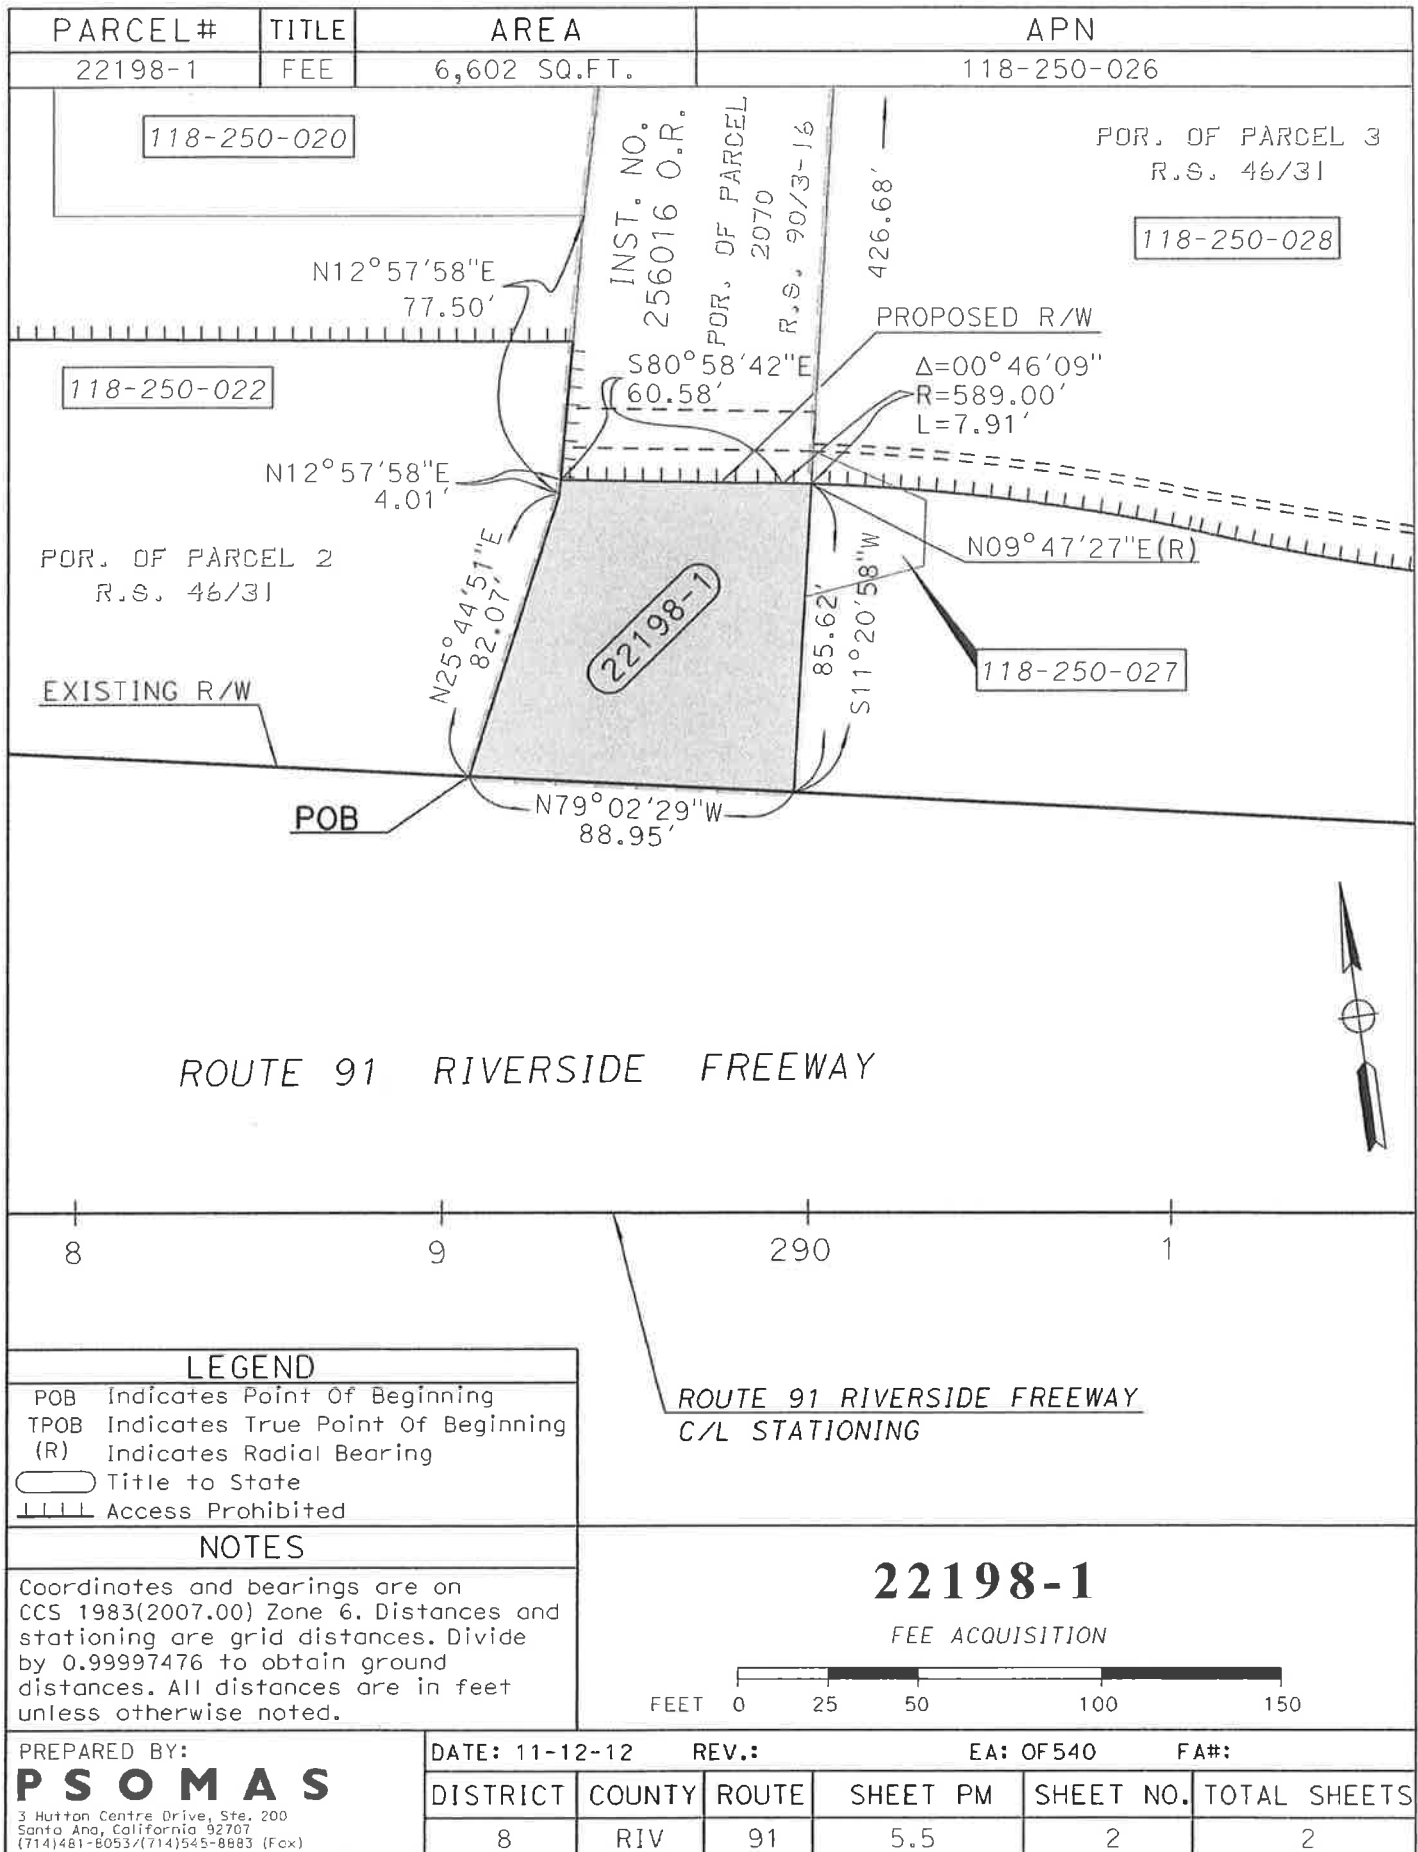 PARCEL# TITLE AREA APN
22198-1 FEE 6,602 SQ.FT. 118-250-026
118-250-020
INST. NO.
256016 O.R.
POR. OF PARCEL
2070
R.S. 90/3-16
426.68'
POR. OF PARCEL 3
R.S. 46/31
118-250-028
N12°57'58"E
77.50'
PROPOSED R/W
118-250-022
S80°58'42"E
60.58'
Δ=00°46'09"
R=589.00'
L=7.91'
N12°57'58"E
4.01'
POR. OF PARCEL 2
R.S. 46/31
N25°44'51"E
82.07'
22198-1
85.62'
S11°20'58"W
N09°47'27"E(R)
118-250-027
EXISTING R/W
POB
N79°02'29"W
88.95'
ROUTE 91 RIVERSIDE FREEWAY
8 9 290 1
ROUTE 91 RIVERSIDE FREEWAY
C/L STATIONING
LEGEND
POB Indicates Point Of Beginning
TPOB Indicates True Point Of Beginning
(R) Indicates Radial Bearing
Title to State
Access Prohibited
NOTES
Coordinates and bearings are on
CCS 1983(2007.00) Zone 6. Distances and
stationing are grid distances. Divide
by 0.99997476 to obtain ground
distances. All distances are in feet
unless otherwise noted.
22198-1
FEE ACQUISITION
FEET 0 25 50 100 150
PREPARED BY:
PSOMAS
3 Hutton Centre Drive, Ste. 200
Santa Ana, California 92707
(714)481-8053/(714)545-8883 (Fax)
DATE: 11-12-12 REV.: EA: OF540 FA#:
DISTRICT COUNTY ROUTE SHEET PM SHEET NO. TOTAL SHEETS
8 RIV 91 5.5 2 2